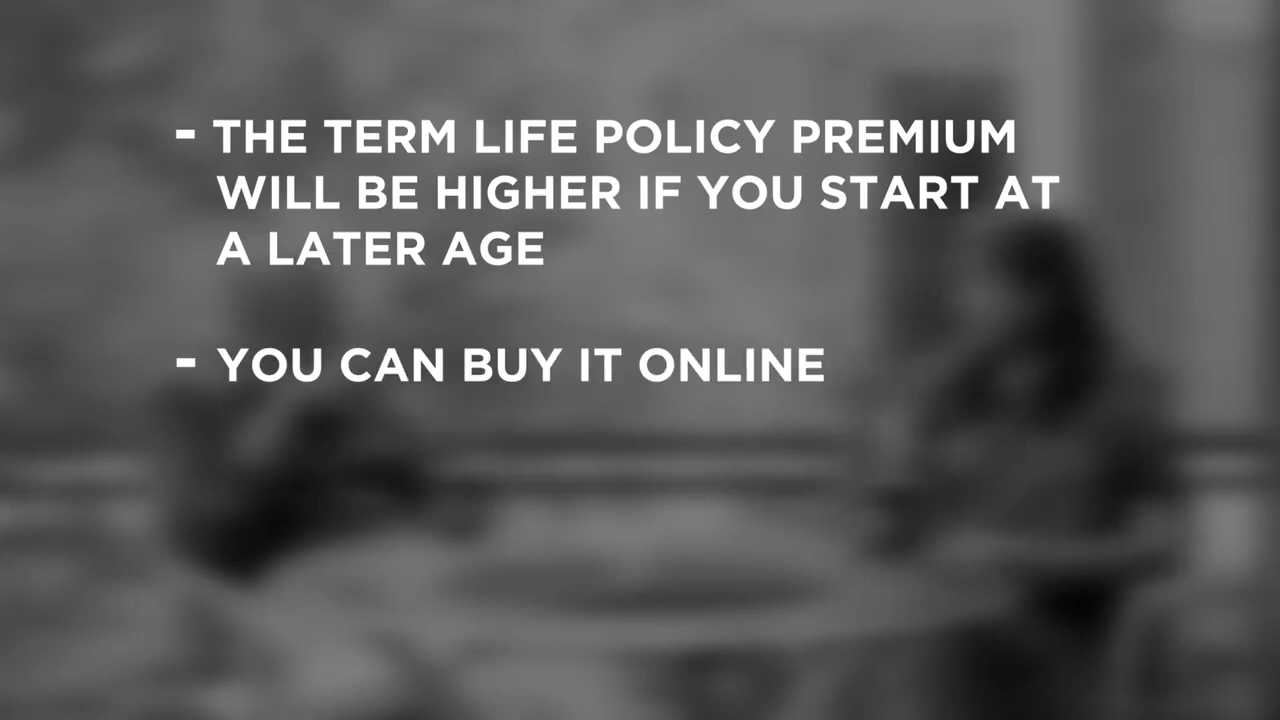 - THE TERM LIFE POLICY PREMIUM
WILL BE HIGHER IF YOU START AT
A LATER AGE
- YOU CAN BUY IT ONLINE